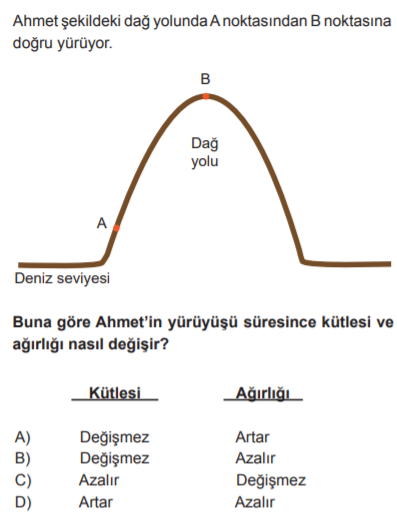 Ahmet şekildeki dağ yolunda A noktasından B noktasına
doğru yürüyor.
B
Dağ
yolu
A
Deniz seviyesi
Buna göre Ahmet'in yürüyüşü süresince kütlesi ve
ağırlığı nasıl değişir?
Kütlesi Ağırlığı
A) Değişmez Artar
B) Değişmez Azalır
C) Azalır Değişmez
D) Artar Azalır